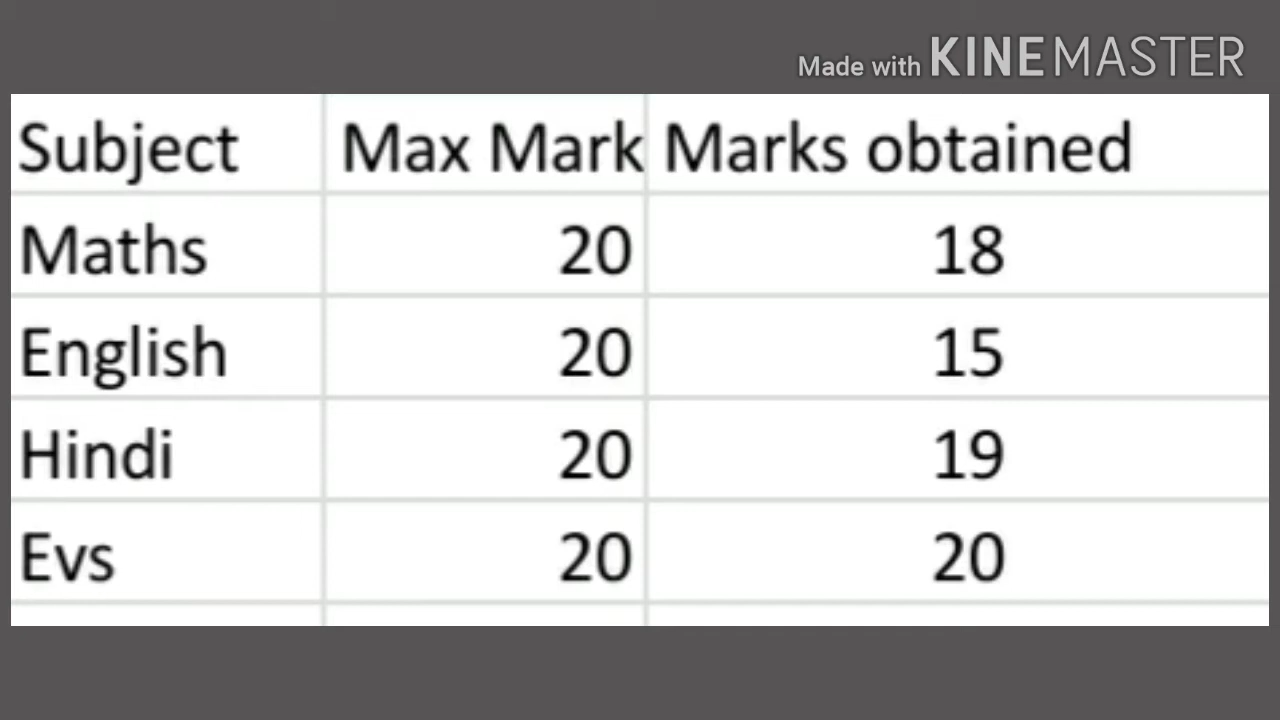 Made with KINEMASTER
Subject Max Mark Marks obtained
Maths 20 18
English 20 15
Hindi 20 19
Evs 20 20